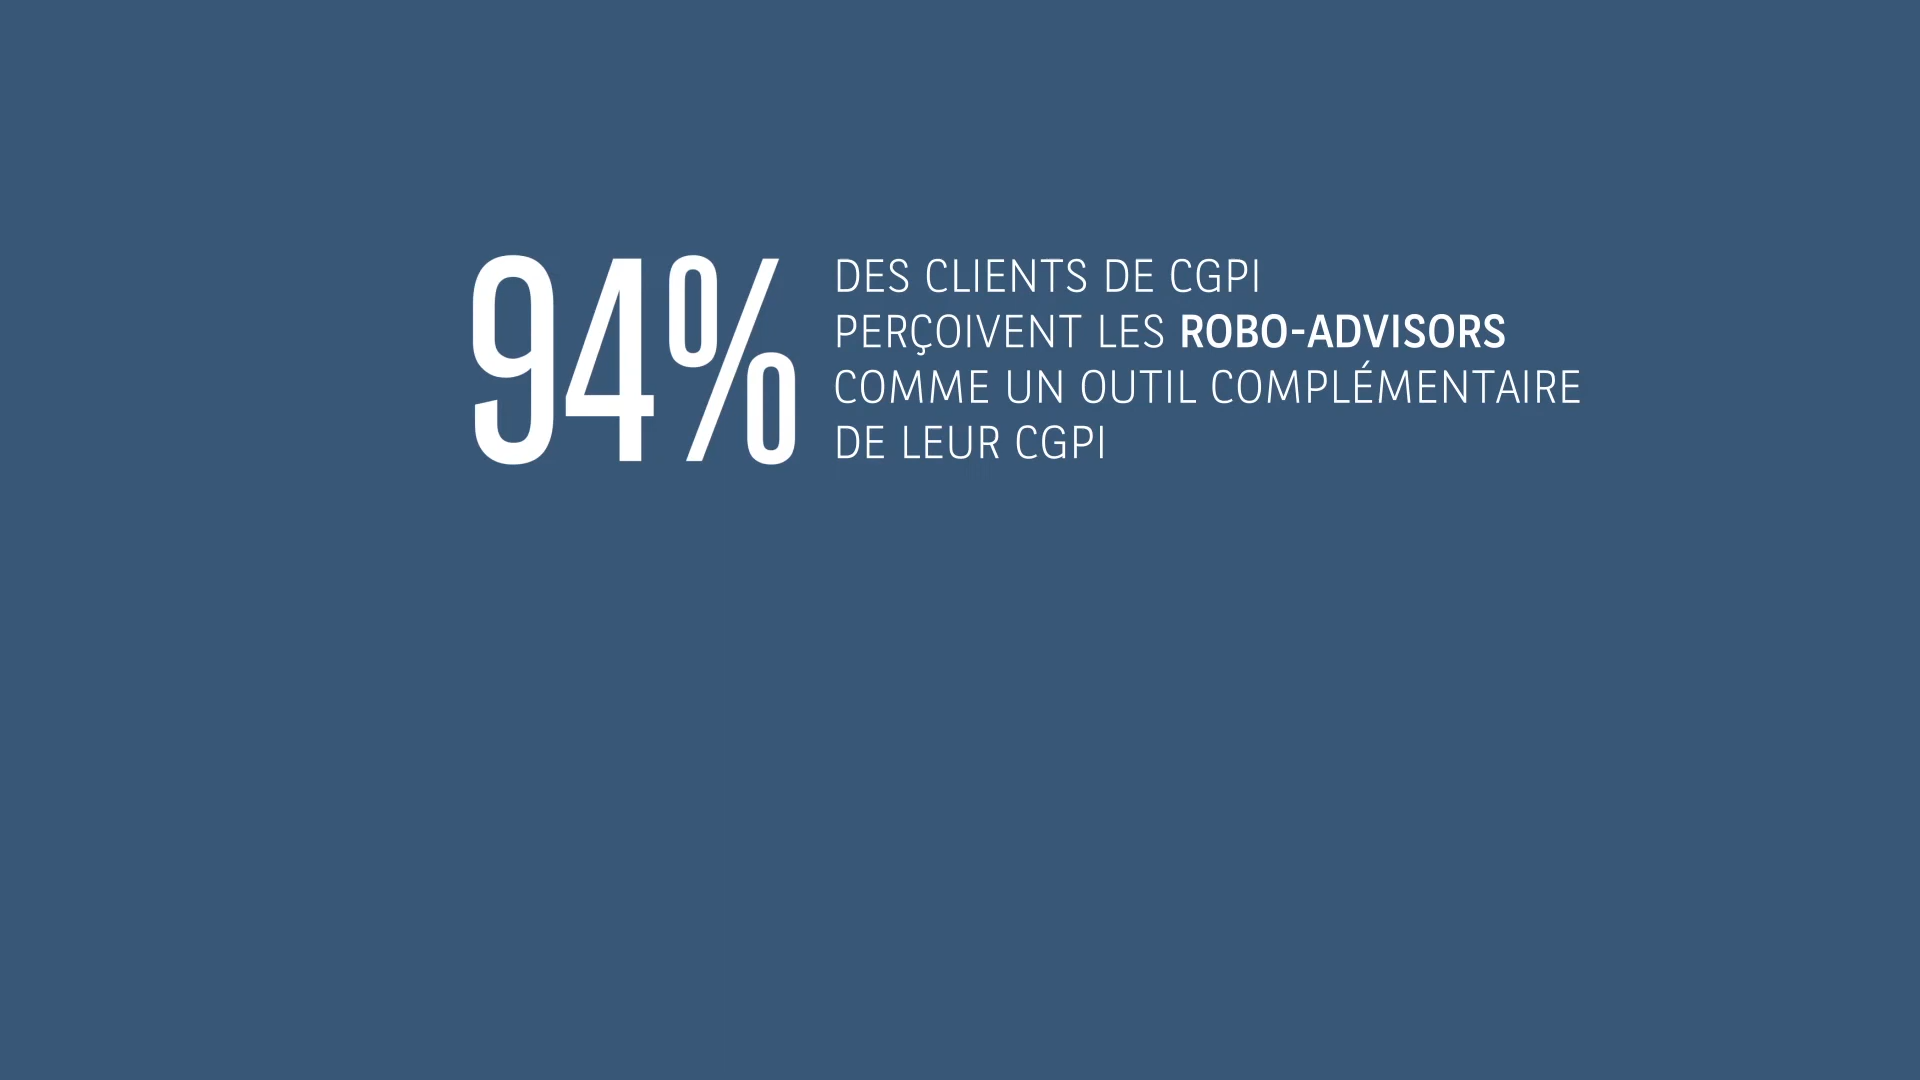 94%
DES CLIENTS DE CGPI
PERÇOIVENT LES ROBO-ADVISORS
COMME UN OUTIL COMPLÉMENTAIRE
DE LEUR CGPI